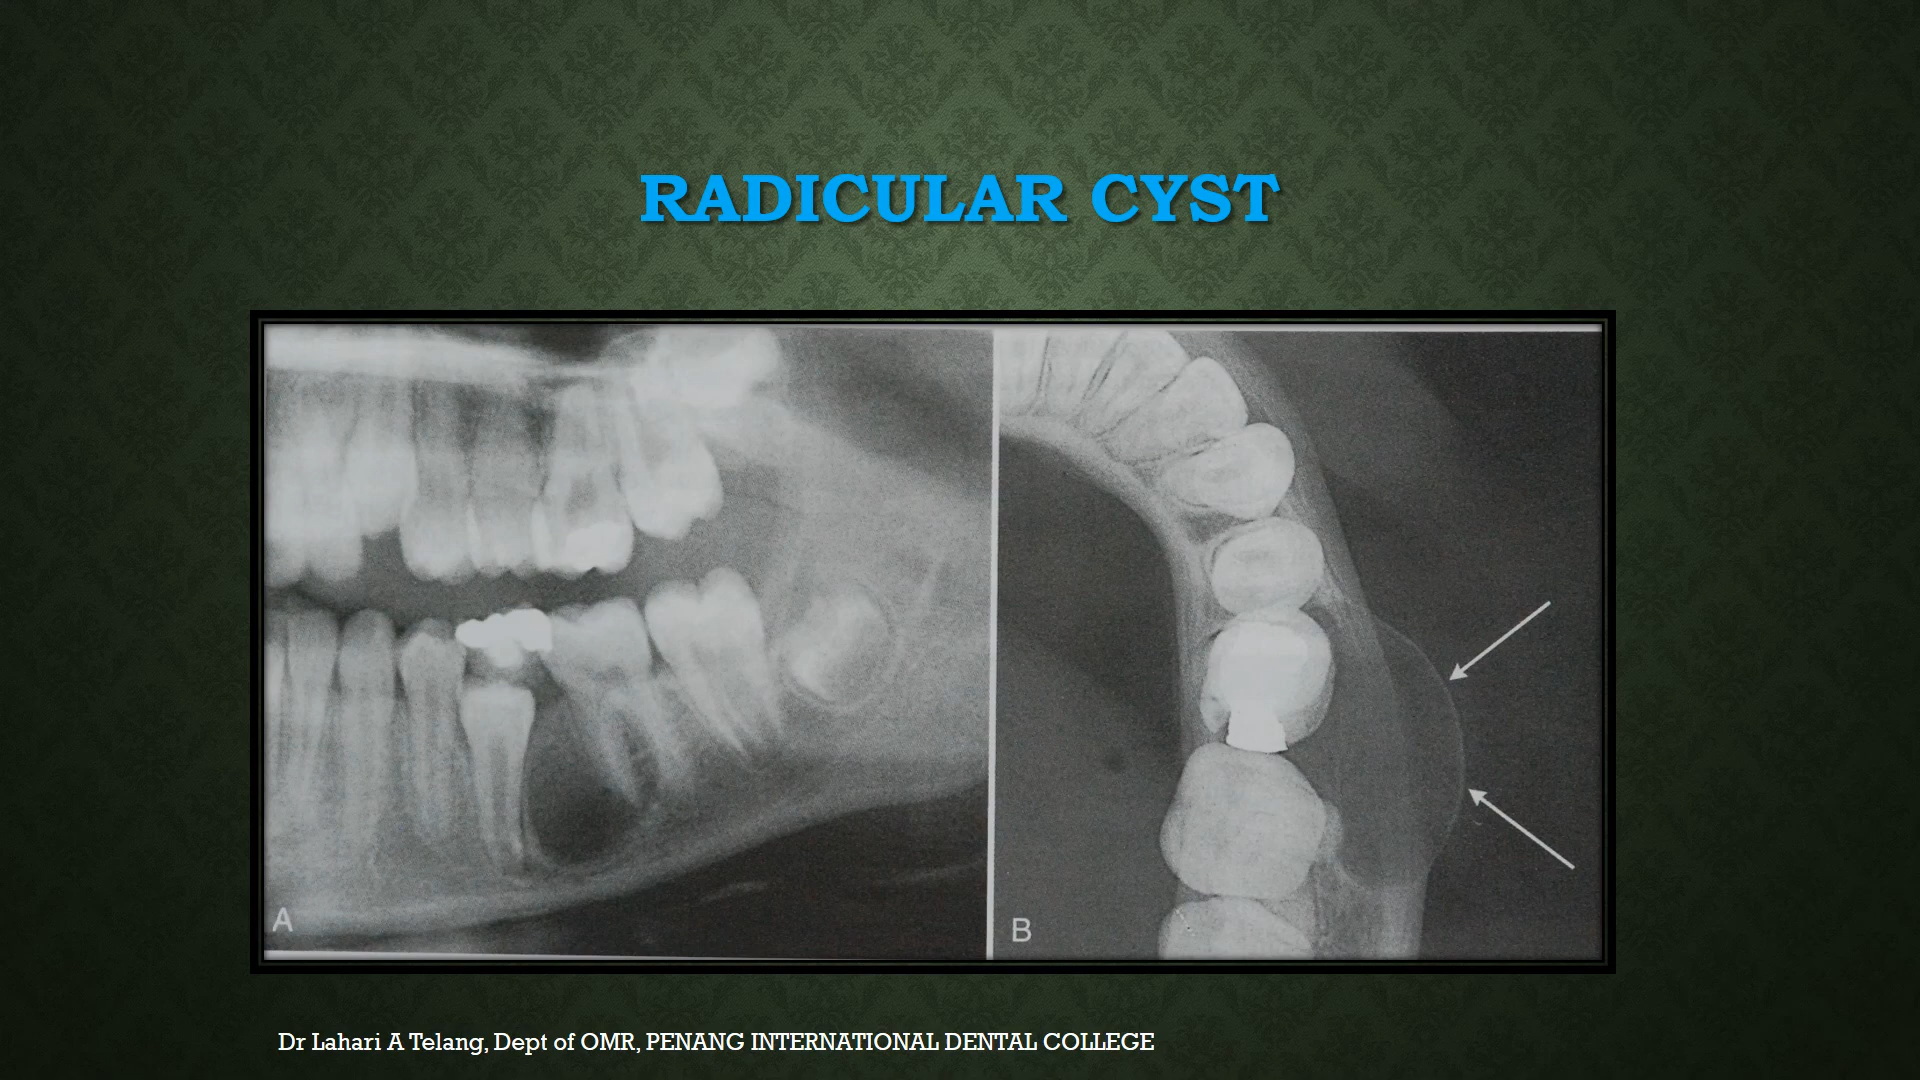 RADICULAR CYST
A
B
Dr Lahari A Telang, Dept of OMR, PENANG INTERNATIONAL DENTAL COLLEGE